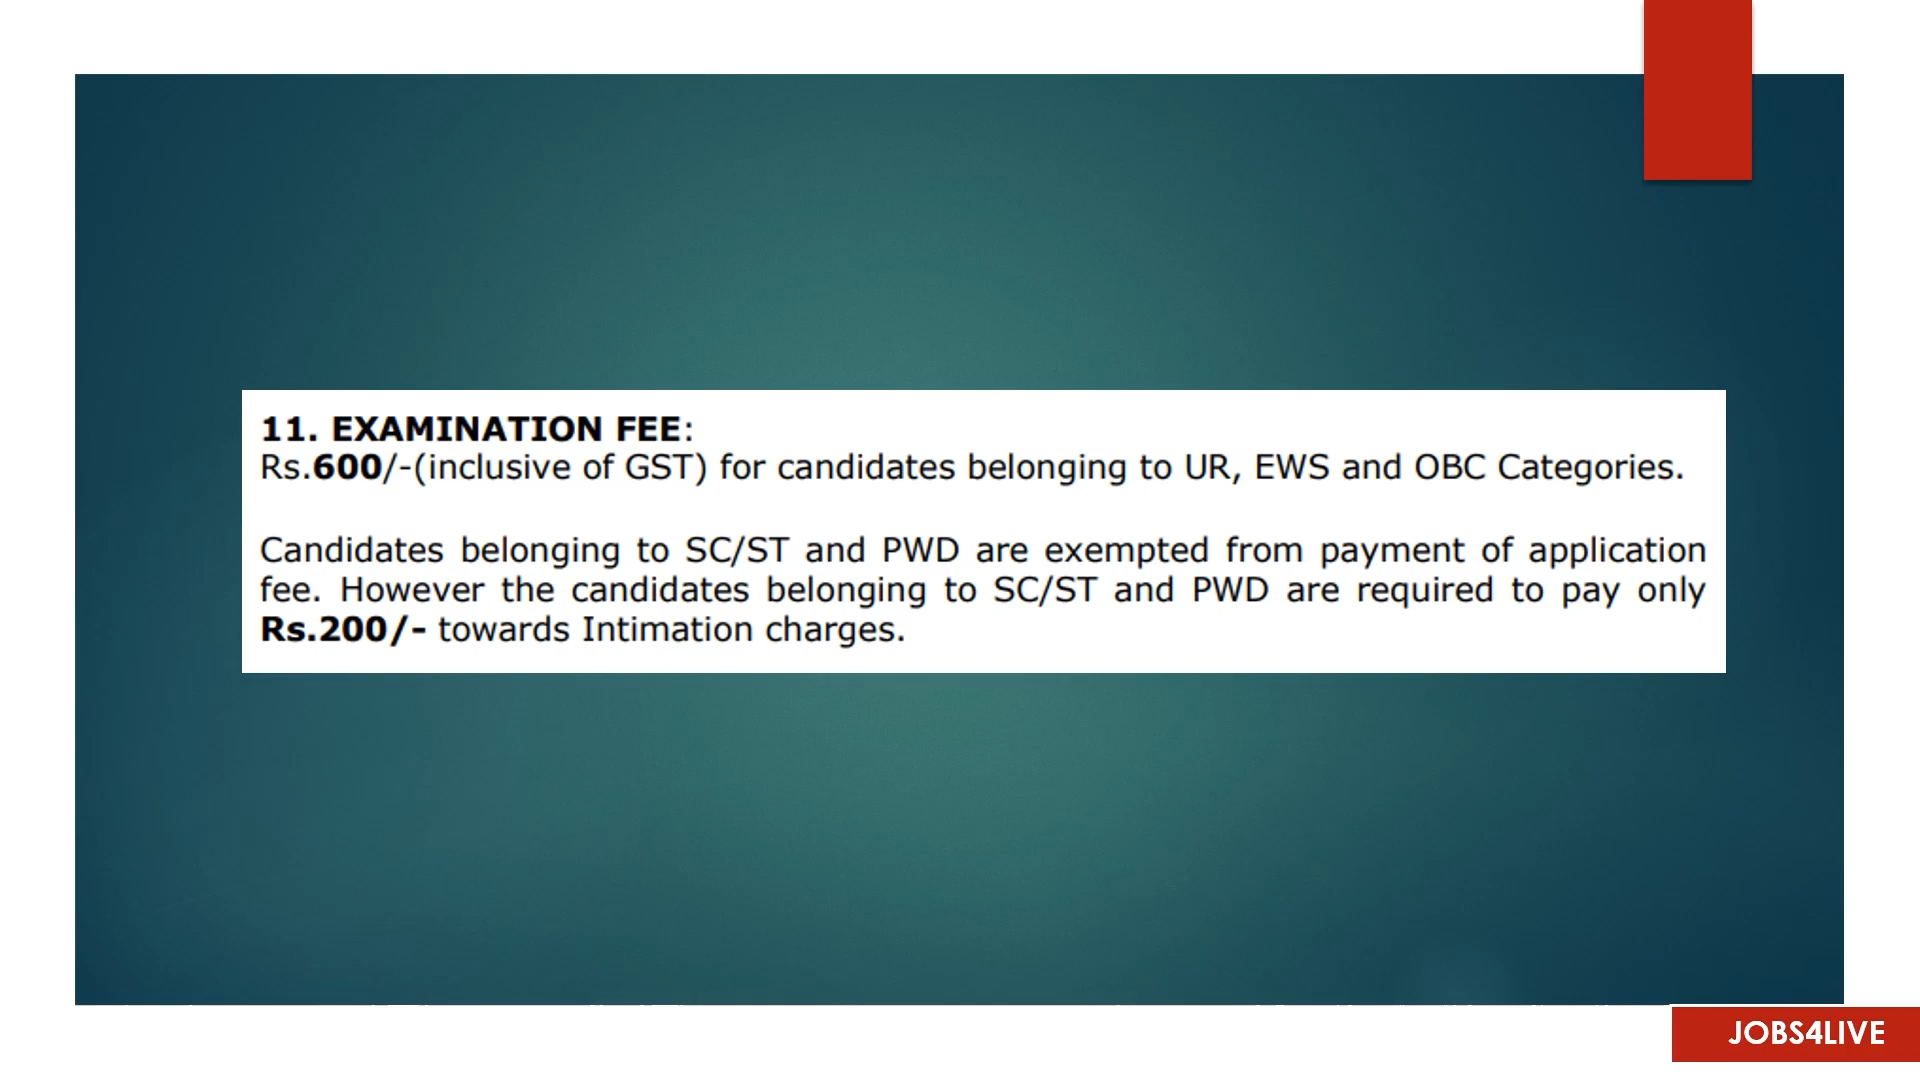 11. EXAMINATION FEE:
Rs.600/-(inclusive of GST) for candidates belonging to UR, EWS and OBC Categories.
Candidates belonging to SC/ST and PWD are exempted from payment of application
fee. However the candidates belonging to SC/ST and PWD are required to pay only
Rs.200/- towards Intimation charges.
JOBS4LIVE